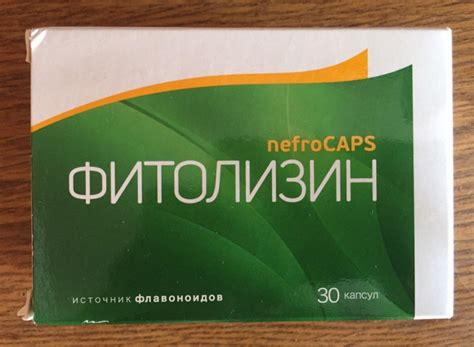 nefroCAPS
ФИТОЛИЗИН
источник флавоноидов
30 капсул